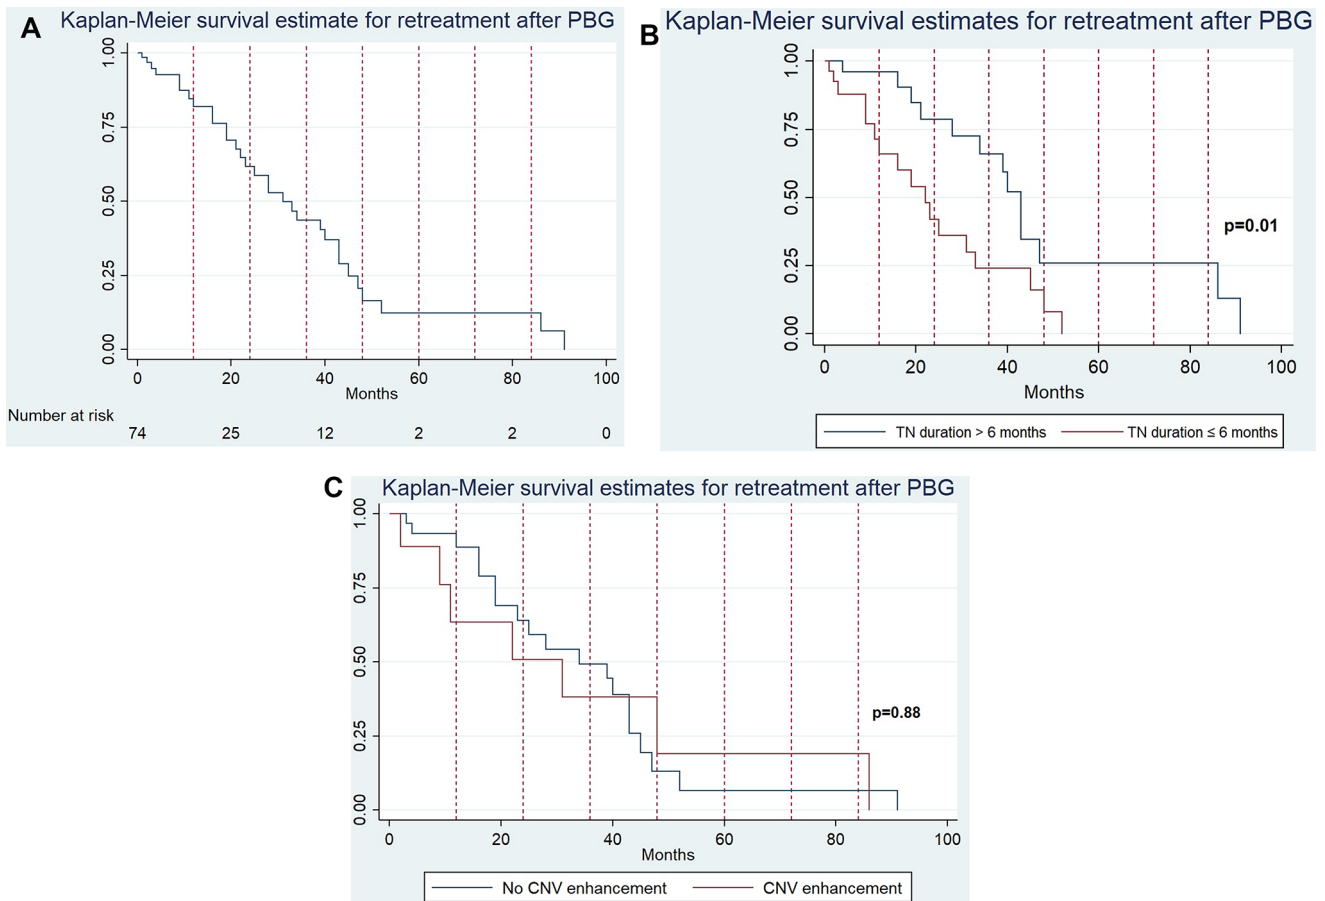 A Kaplan-Meier survival estimate for retreatment after PBG
1.00
0.75
0.50
0.25
0.00
0 20 40 60 80 100
Months
Number at risk
74 25 12 2 2 0
B Kaplan-Meier survival estimates for retreatment after PBG
1.00
0.75
0.50
0.25
0.00
p=0.01
0 20 40 60 80 100
Months
TN duration > 6 months TN duration ≤ 6 months
C Kaplan-Meier survival estimates for retreatment after PBG
1.00
0.75
0.50
0.25
0.00
p=0.88
0 20 40 60 80 100
Months
No CNV enhancement CNV enhancement